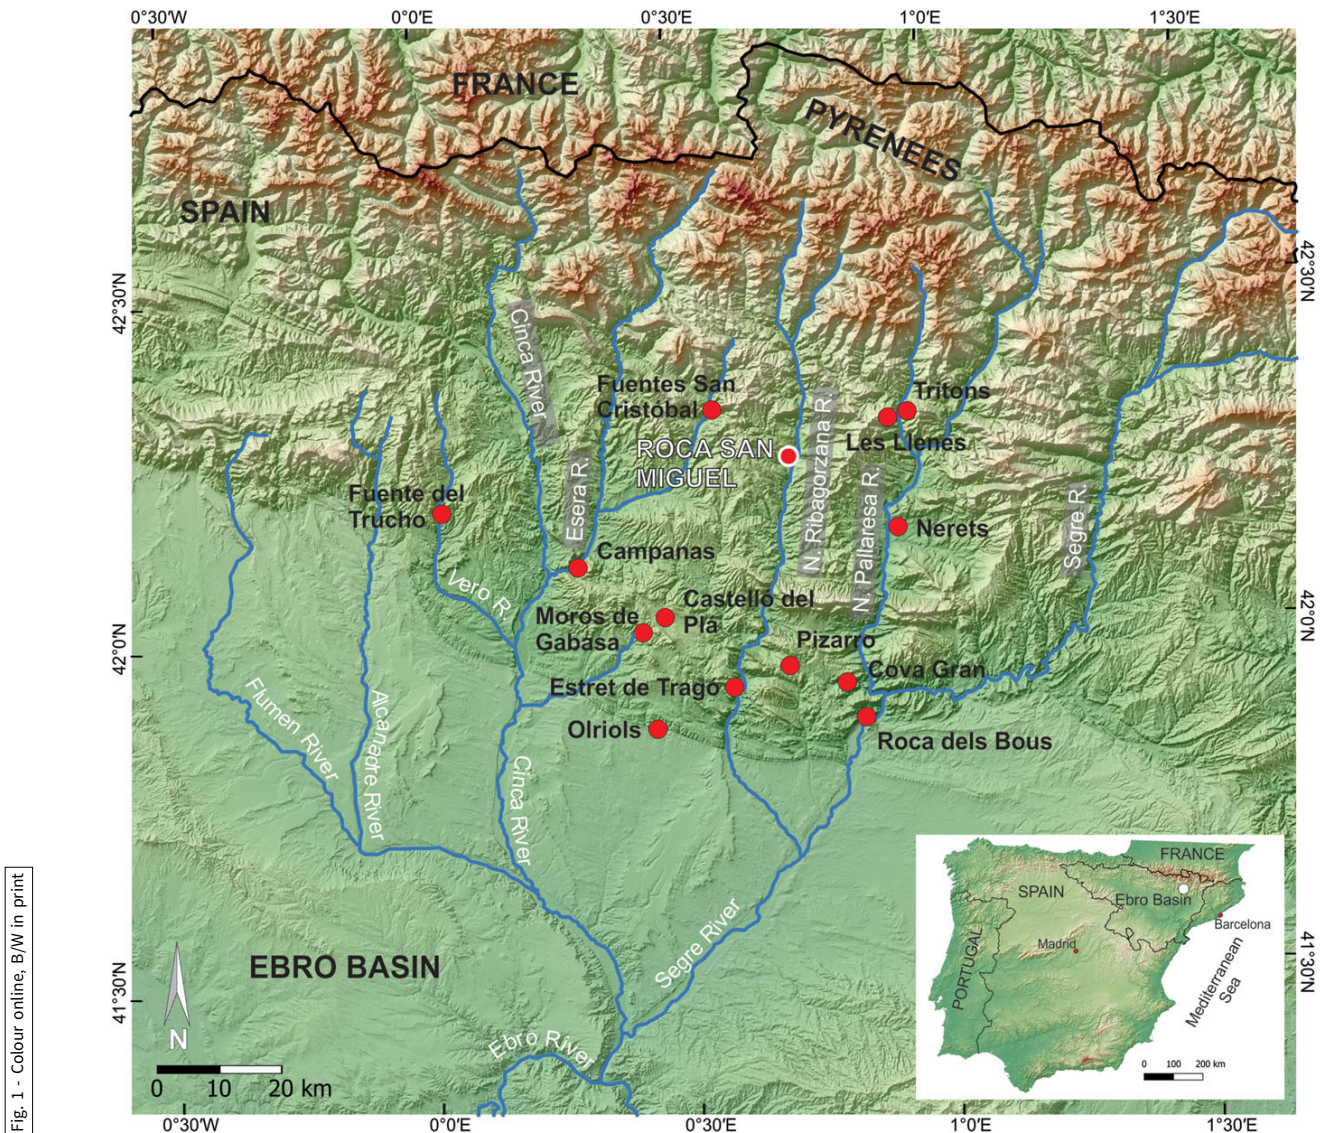 0°30'W
0°0'E
0°30'E
1°0'E
1°30'E
FRANCE
PYRENEES
SPAIN
42°30'N
42°30'N
Cinca River
Fuentes San
Cristóbal
Tritons
Les Llenes
ROCA SAN
MIGUEL
N. Ribagorzana R.
Esera R.
N. Pallaresa R.
Segre R.
Fuente del
Trucho
Nerets
Campanas
Vero R.
Castelló del
Plá
Moros de
Gabasa
Pizarro
42°0'N
42°0'N
Cova Gran
Estret de Tragó
Olriols
Roca dels Bous
Flumen River
Alcanadre River
Cinca River
Segre River
EBRO BASIN
41°30'N
41°30'N
Ebro River
N
0 10 20 km
FRANCE
SPAIN
Ebro Basin
Barcelona
Madrid
PORTUGAL
Mediterranean
Sea
0 100 200 km
0°30'W
0°0'E
0°30'E
1°0'E
1°30'E
Fig. 1 - Colour online, B/W in print